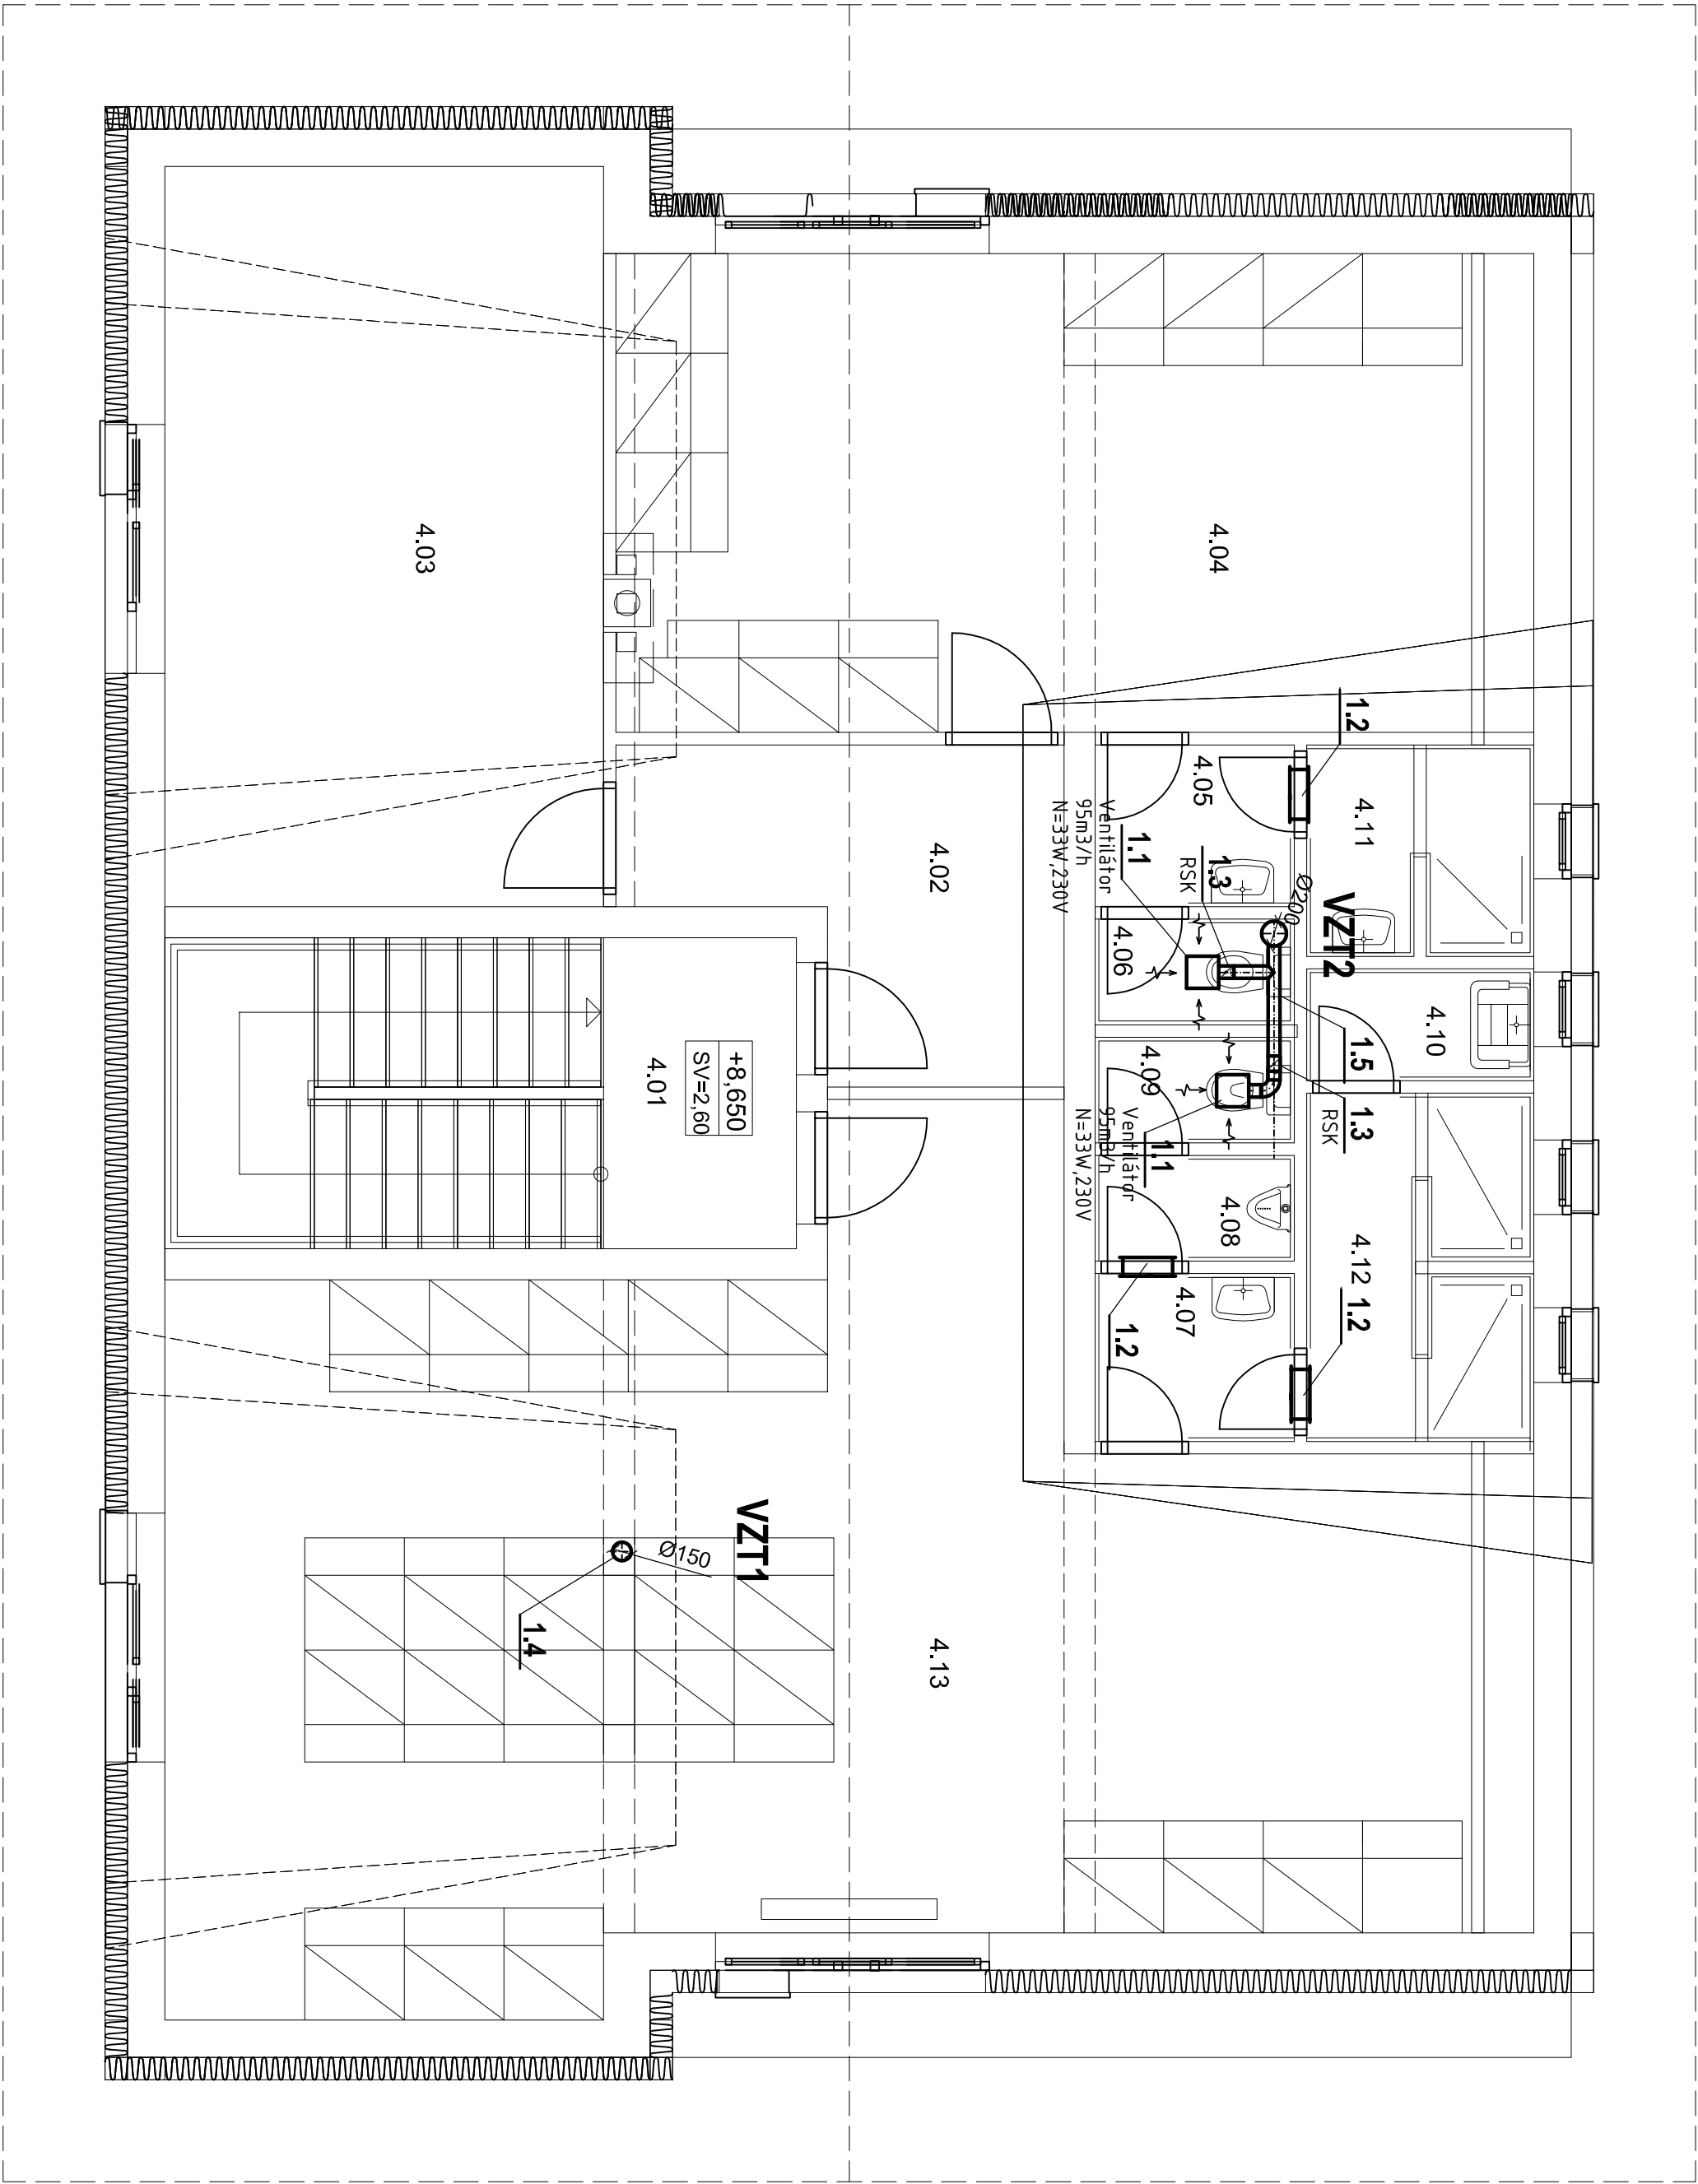 4.04
1.2
4.11
4.05
1.1
Ventilátor
95m3/h
N=33W,230V
1.3
RSK
Ø200
VZT2
4.06
4.10
1.5
1.3
RSK
4.09
1.1
Ventilátor
95m3/h
N=33W,230V
4.08
4.12
1.2
4.07
1.2
4.03
4.02
+8,650
SV=2,60
4.01
VZT1
Ø150
1.4
4.13